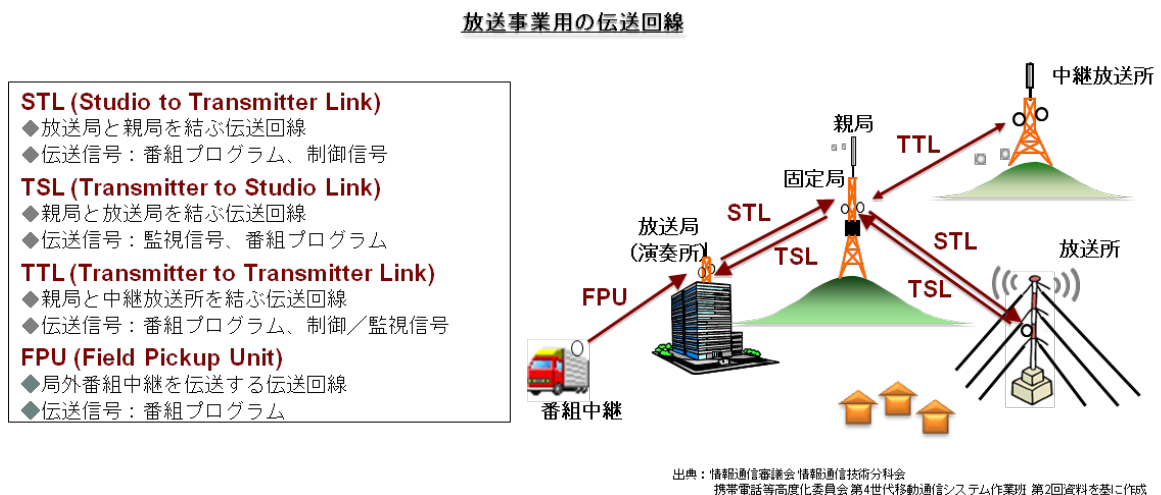 放送事業用の伝送回線
STL (Studio to Transmitter Link)
◆放送局と親局を結ぶ伝送回線
◆伝送信号：番組プログラム、制御信号
TSL (Transmitter to Studio Link)
◆親局と放送局を結ぶ伝送回線
◆伝送信号：監視信号、番組プログラム
TTL (Transmitter to Transmitter Link)
◆親局と中継放送所を結ぶ伝送回線
◆伝送信号：番組プログラム、制御／監視信号
FPU (Field Pickup Unit)
◆局外番組中継を伝送する伝送回線
◆伝送信号：番組プログラム
中継放送所
親局
TTL
固定局
放送局
(演奏所)
STL
TSL
STL
TSL
放送所
FPU
番組中継
出典：情報通信審議会 情報通信技術分科会
携帯電話等高度化委員会 第4世代移動通信システム作業班 第2回資料を基に作成